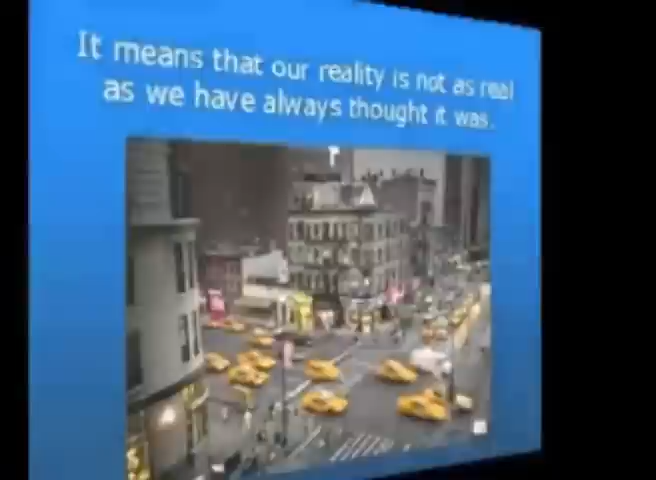 It means that our reality is not as real
as we have always thought it was.